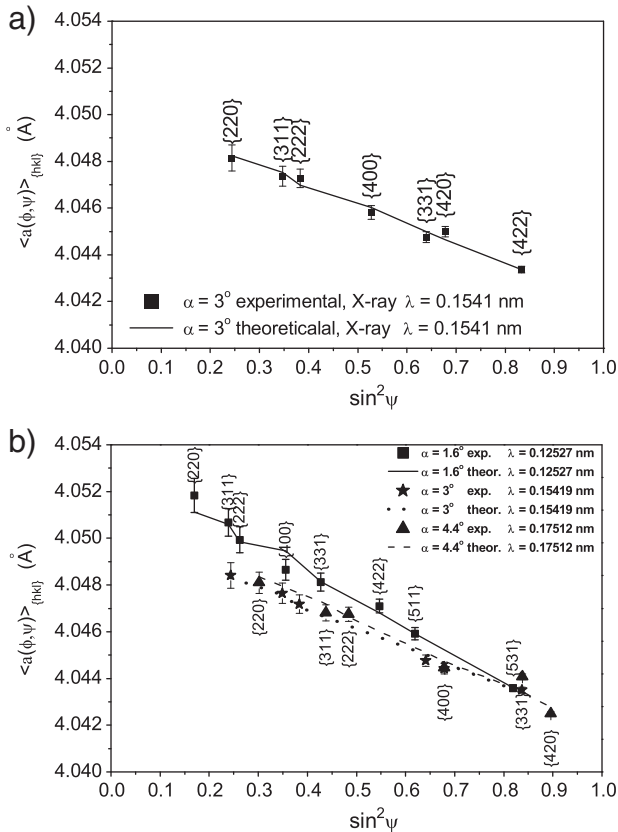 a)
4.054
4.052
4.050
4.048
4.046
4.044
4.042
4.040
<a(ϕ,ψ)>{hkl} (Å)
{220}
{311}
{222}
{400}
{331}
{420}
{422}
α = 3° experimental, X-ray λ = 0.1541 nm
α = 3° theoreticalal, X-ray λ = 0.1541 nm
0.0 0.1 0.2 0.3 0.4 0.5 0.6 0.7 0.8 0.9 1.0
sin²ψ
b)
4.054
4.052
4.050
4.048
4.046
4.044
4.042
4.040
<a(ϕ,ψ)>{hkl} (Å)
α = 1.6° exp. λ = 0.12527 nm
α = 1.6° theor. λ = 0.12527 nm
α = 3° exp. λ = 0.15419 nm
α = 3° theor. λ = 0.15419 nm
α = 4.4° exp. λ = 0.17512 nm
α = 4.4° theor. λ = 0.17512 nm
{220}
{311}
{222}
{400}
{331}
{422}
{511}
{531}
{220}
{311}
{222}
{400}
{331}
{420}
0.0 0.1 0.2 0.3 0.4 0.5 0.6 0.7 0.8 0.9 1.0
sin²ψ